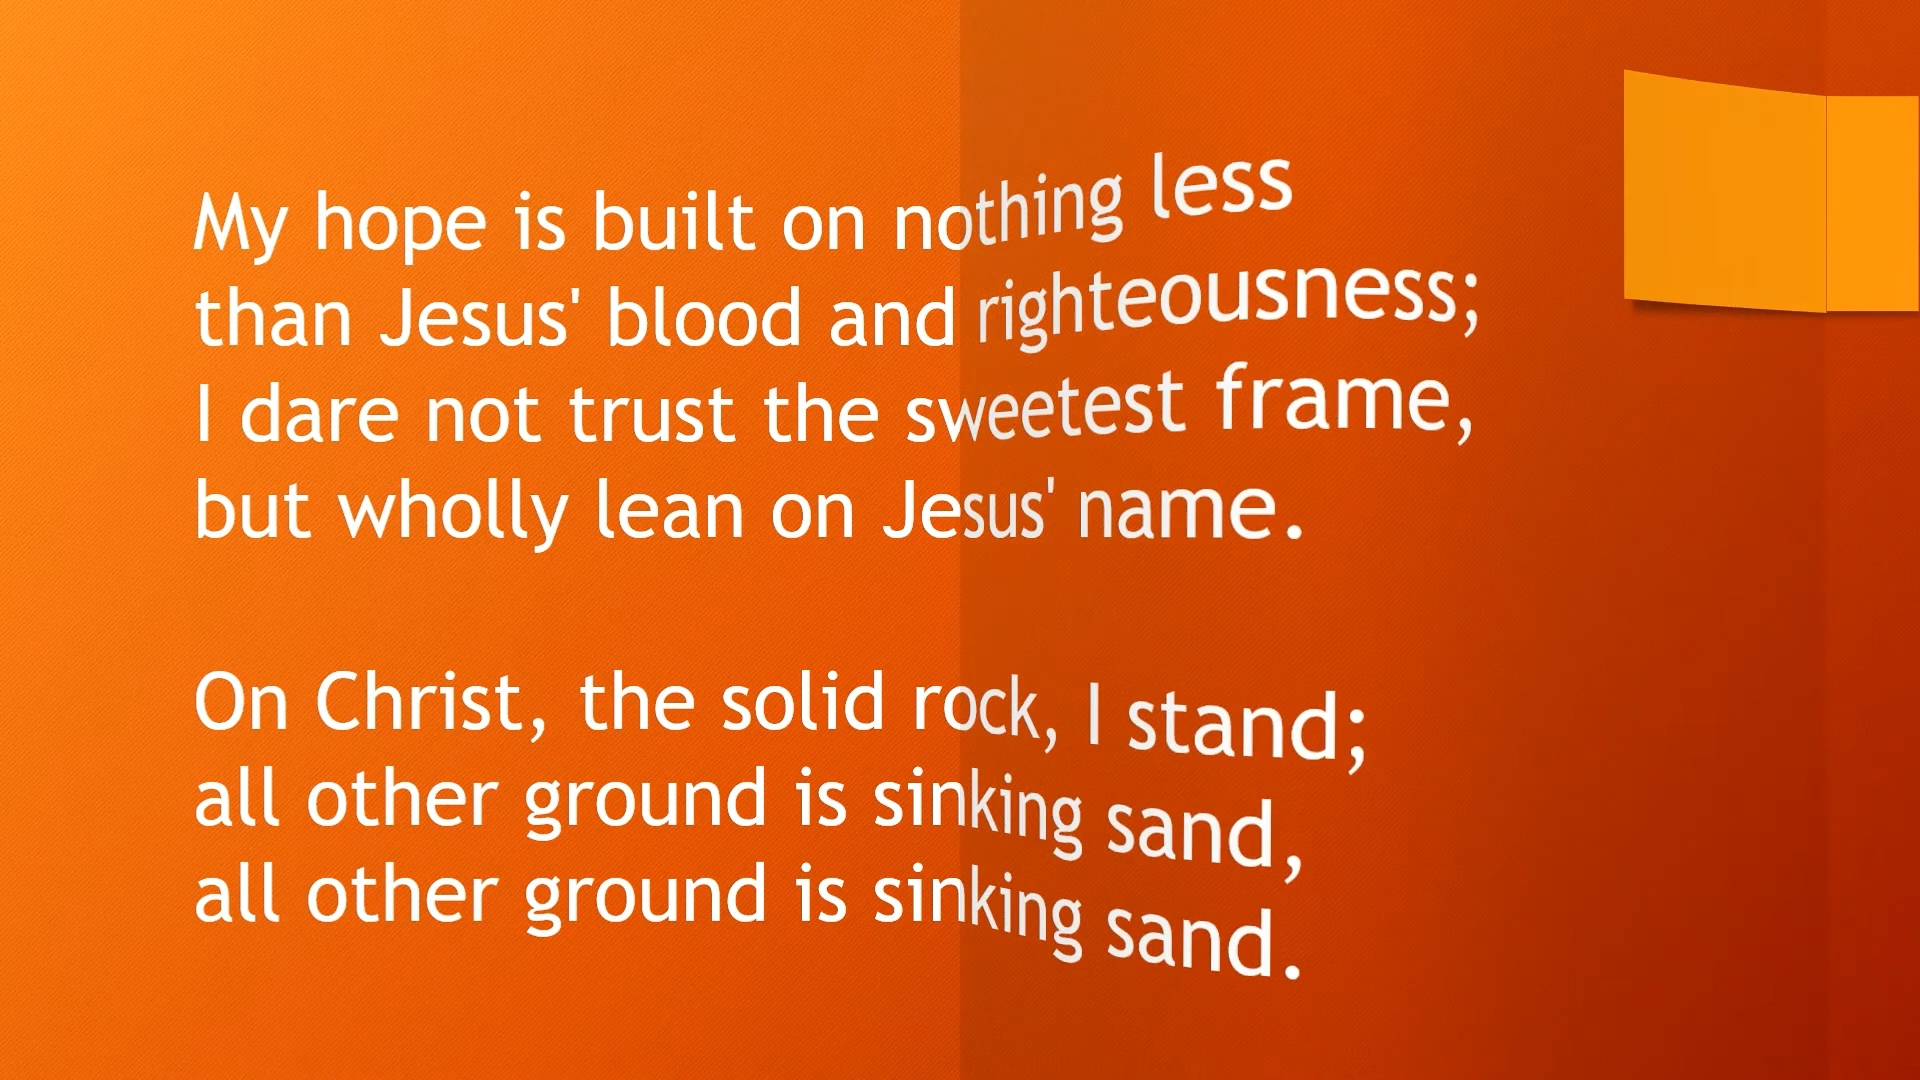 My hope is built on nothing less
than Jesus' blood and righteousness;
I dare not trust the sweetest frame,
but wholly lean on Jesus' name.
On Christ, the solid rock, I stand;
all other ground is sinking sand,
all other ground is sinking sand.